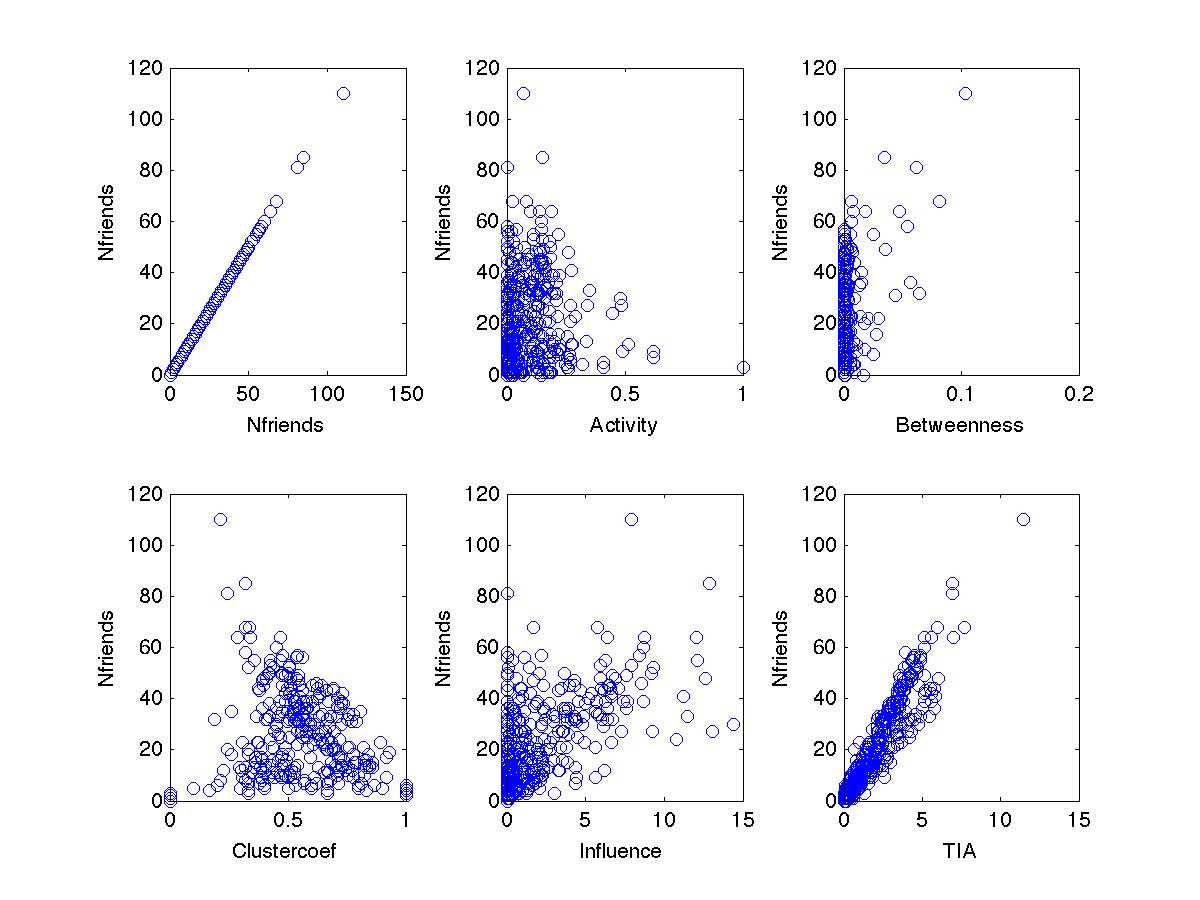 120 120 120
100 100 100
80 80 80
60 60 60
40 40 40
20 20 20
0 0 0
Nfriends Nfriends Nfriends
0 50 100 150 0 0.5 1 0 0.1 0.2
Nfriends Activity Betweenness
120 120 120
100 100 100
80 80 80
60 60 60
40 40 40
20 20 20
0 0 0
Nfriends Nfriends Nfriends
0 0.5 1 0 5 10 15 0 5 10 15
Clustercoef Influence TIA